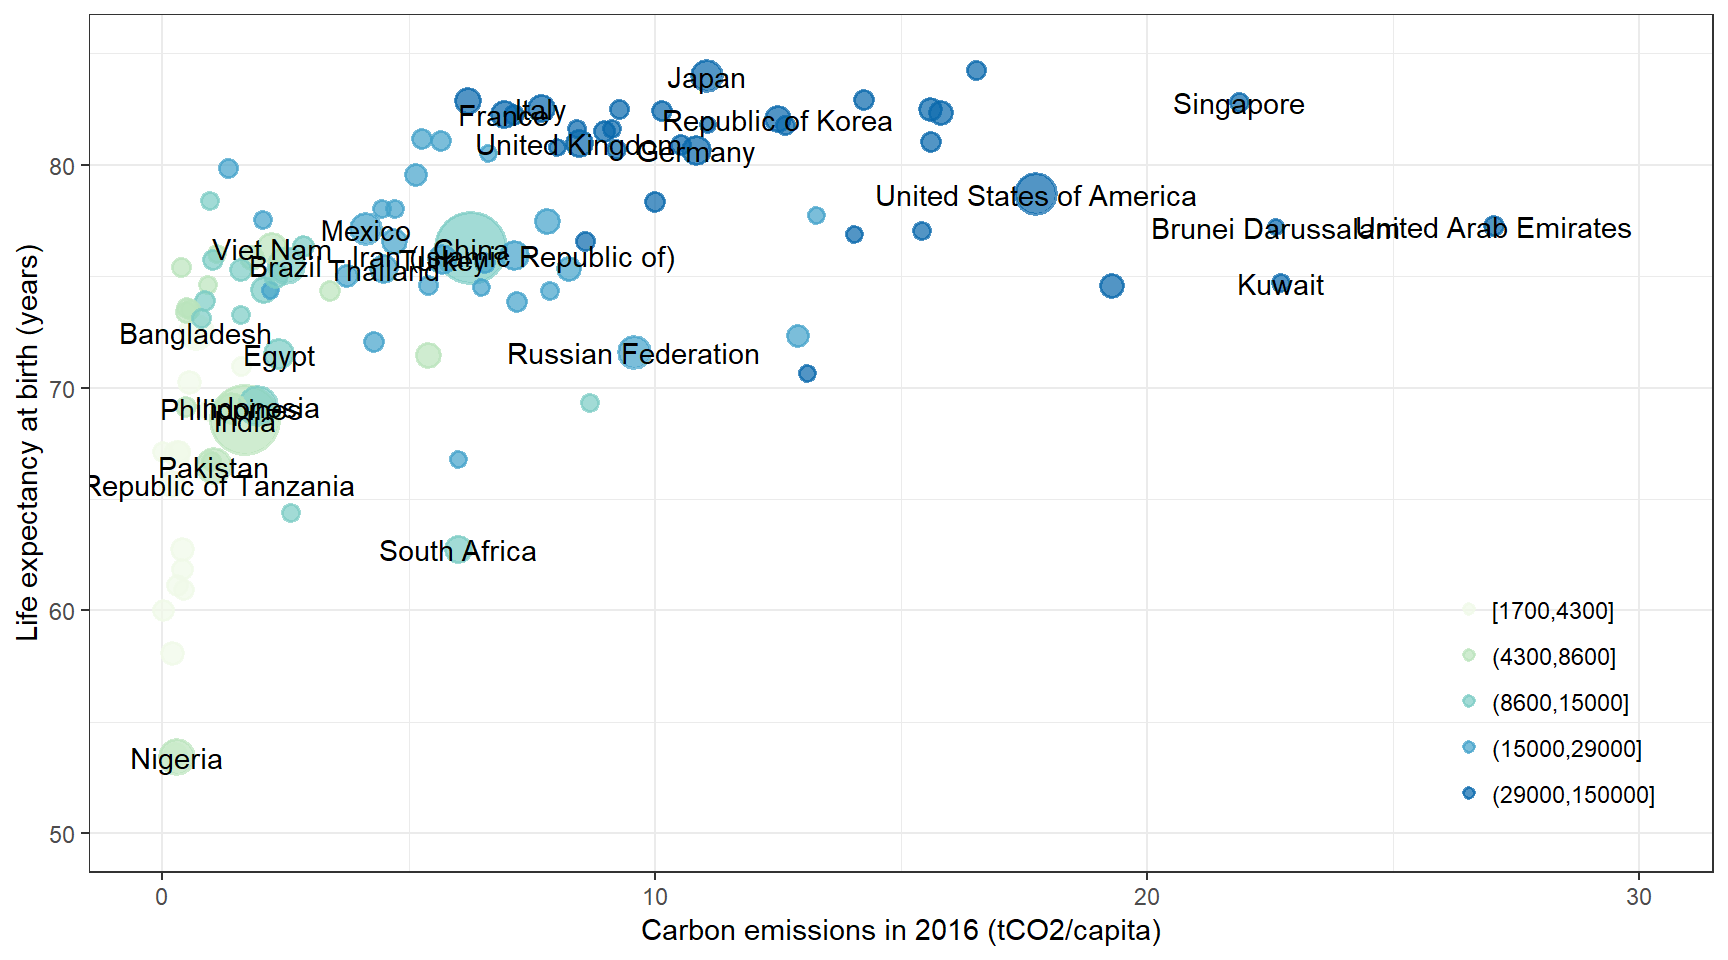 Life expectancy at birth (years)
80
70
60
50
Japan
Singapore
France
Italy
Republic of Korea
United Kingdom
Germany
United States of America
Mexico
Brunei Darussalam
United Arab Emirates
Viet Nam
China
Iran (Islamic Republic of)
Turkey
Brazil
Thailand
Kuwait
Bangladesh
Egypt
Russian Federation
Philippines
Indonesia
India
Pakistan
Republic of Tanzania
South Africa
Nigeria
[1700,4300]
(4300,8600]
(8600,15000]
(15000,29000]
(29000,150000]
0
10
20
30
Carbon emissions in 2016 (tCO2/capita)